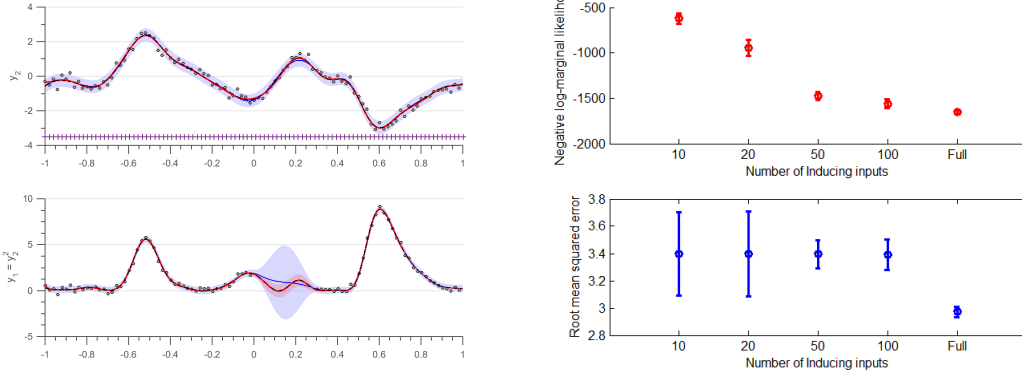 4
2
0
-2
-4
y2
-1 -0.8 -0.6 -0.4 -0.2 0 0.2 0.4 0.6 0.8 1
10
5
0
-5
y1 = y2^2
-1 -0.8 -0.6 -0.4 -0.2 0 0.2 0.4 0.6 0.8 1
-500
-1000
-1500
-2000
Negative log-marginal
10 20 50 100 Full
Number of Inducing inputs
3.8
3.6
3.4
3.2
3
2.8
Root mean squared error
10 20 50 100 Full
Number of Inducing inputs